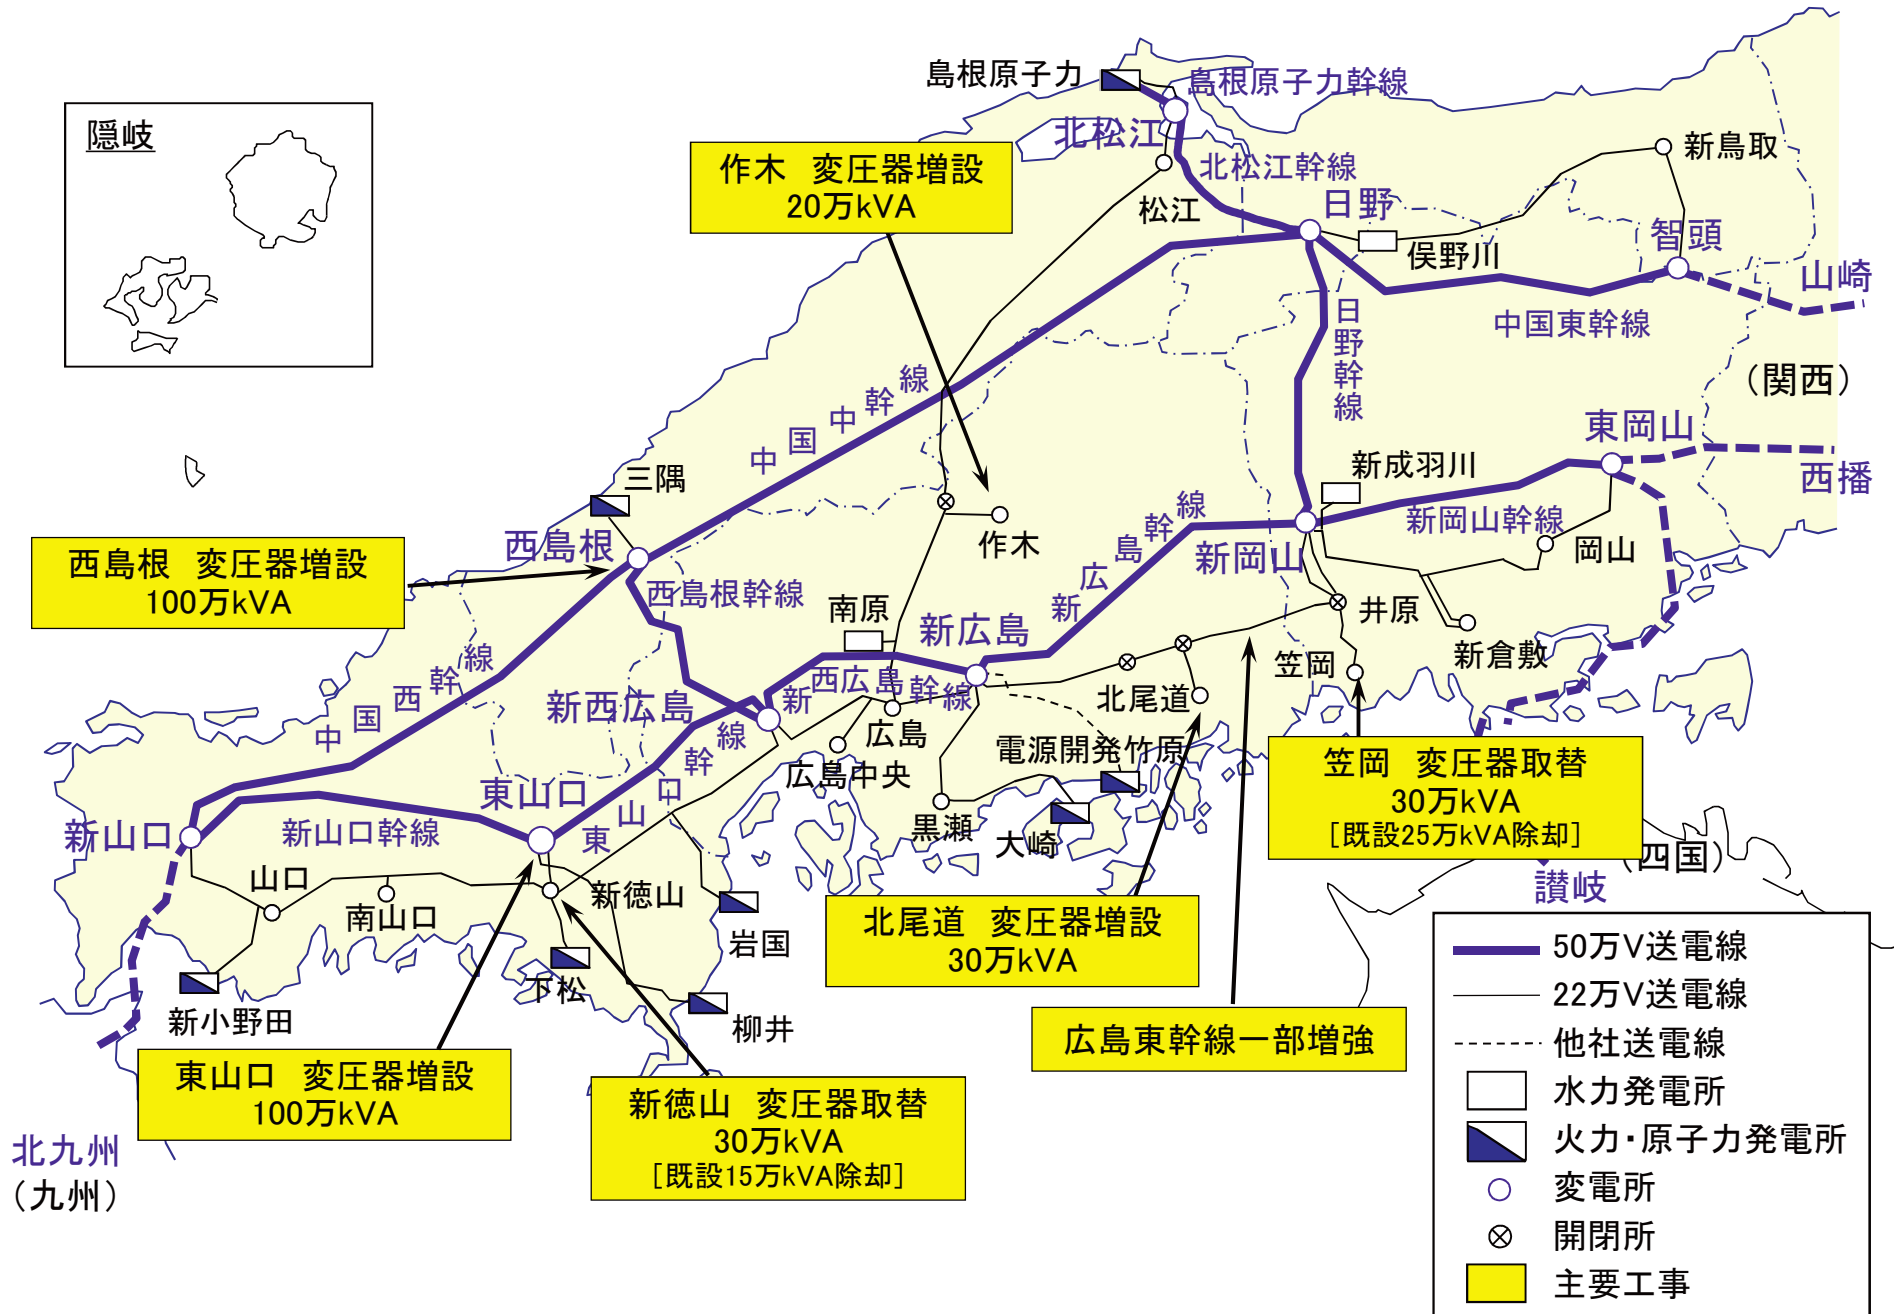 隠岐
島根原子力
島根原子力幹線
北松江
北松江幹線
松江
日野
俣野川
新鳥取
智頭
山崎
中国東幹線
(関西)
作木 変圧器増設
20万kVA
日野幹線
中国中幹線
東岡山
西播
三隅
新成羽川
新岡山幹線
岡山
西島根
西島根 変圧器増設
100万kVA
西島根幹線
作木
新広島幹線
新岡山
井原
新倉敷
南原
新広島
笠岡
中国西幹線
新西広島
新西広島幹線
北尾道
広島
広島中央
電源開発竹原
笠岡 変圧器取替
30万kVA
[既設25万kVA除却]
東山口
東山口幹線
新山口
新山口幹線
黒瀬
大崎
(四国)
讃岐
山口
南山口
新徳山
岩国
北尾道 変圧器増設
30万kVA
下松
柳井
新小野田
広島東幹線一部増強
東山口 変圧器増設
100万kVA
新徳山 変圧器取替
30万kVA
[既設15万kVA除却]
北九州
(九州)
50万V送電線
22万V送電線
他社送電線
水力発電所
火力・原子力発電所
変電所
開閉所
主要工事